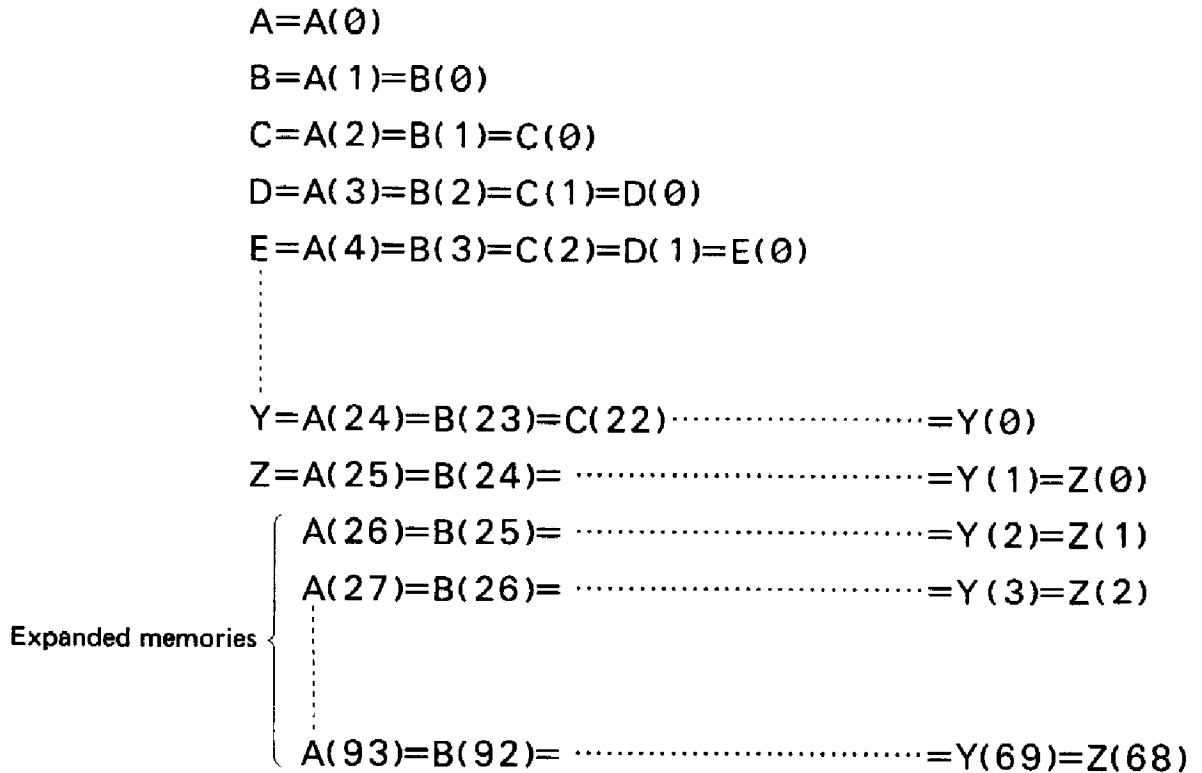 A=A(0)
B=A(1)=B(0)
C=A(2)=B(1)=C(0)
D=A(3)=B(2)=C(1)=D(0)
E=A(4)=B(3)=C(2)=D(1)=E(0)
Y=A(24)=B(23)=C(22)························=Y(0)
Z=A(25)=B(24)= ································=Y(1)=Z(0)
A(26)=B(25)= ································=Y(2)=Z(1)
A(27)=B(26)= ································=Y(3)=Z(2)
Expanded memories
A(93)=B(92)= ································=Y(69)=Z(68)